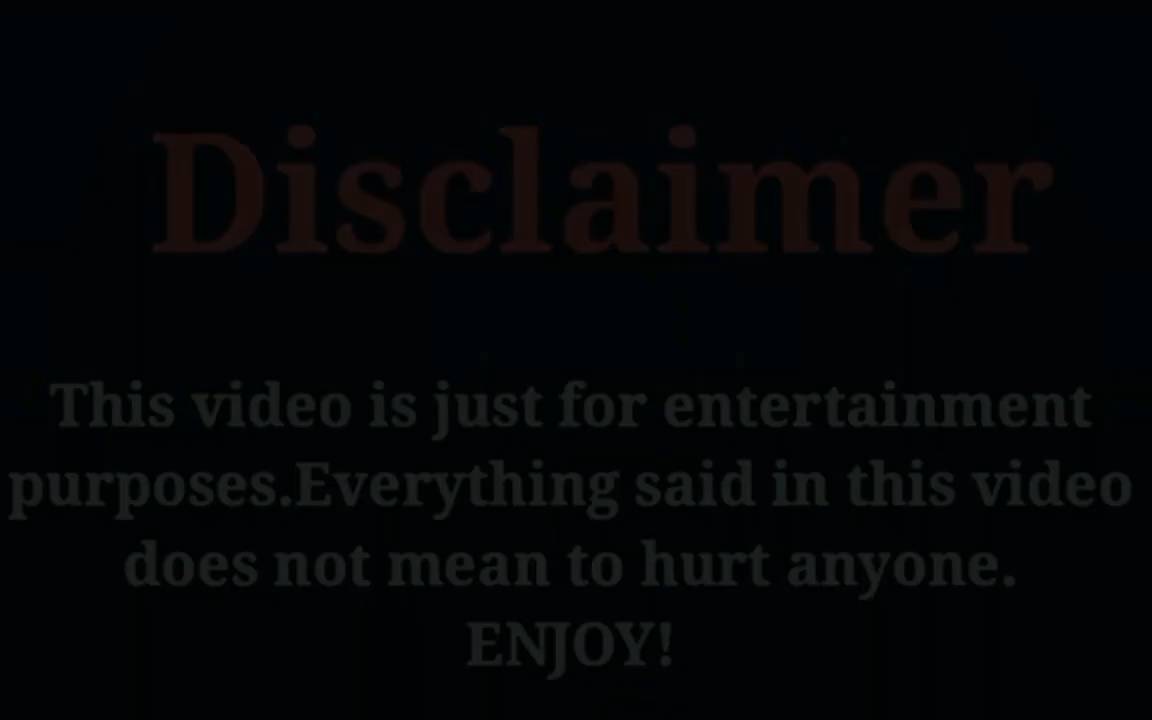 Disclaimer
This video is just for entertainment
purposes.Everything said in this video
does not mean to hurt anyone.
ENJOY!